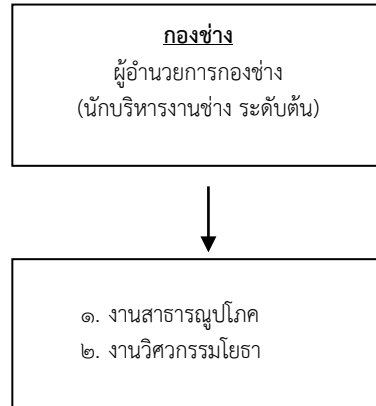 กองช่าง
ผู้อำนวยการกองช่าง
(นักบริหารงานช่าง ระดับต้น)
๑. งานสาธารณูปโภค
๒. งานวิศวกรรมโยธา